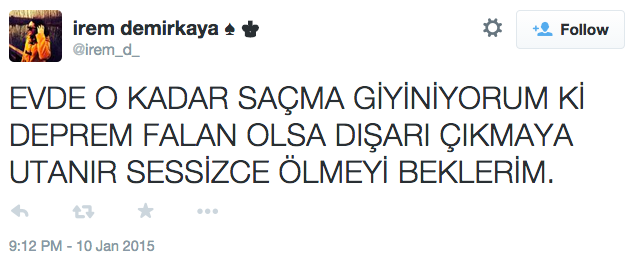 irem demirkaya ♠ ♚
@irem_d_
Follow
EVDE O KADAR SAÇMA GİYİNİYORUM Kİ
DEPREM FALAN OLSA DIŞARI ÇIKMAYA
UTANIR SESSİZCE ÖLMEYİ BEKLERİM.
9:12 PM - 10 Jan 2015